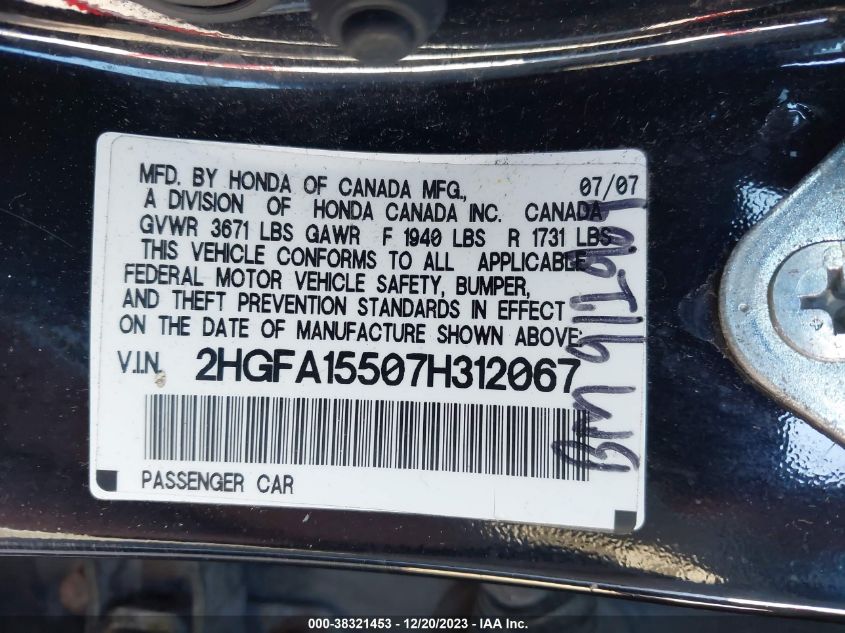 MFD. BY HONDA OF CANADA MFG., 07/07
A DIVISION OF HONDA CANADA INC. CANADA
GVWR 3671 LBS GAWR F 1940 LBS R 1731 LBS
THIS VEHICLE CONFORMS TO ALL APPLICABLE
FEDERAL MOTOR VEHICLE SAFETY, BUMPER,
AND THEFT PREVENTION STANDARDS IN EFFECT
ON THE DATE OF MANUFACTURE SHOWN ABOVE.
V.I.N. 2HGFA15507H312067
PASSENGER CAR
000-38321453 - 12/20/2023 - IAA Inc.